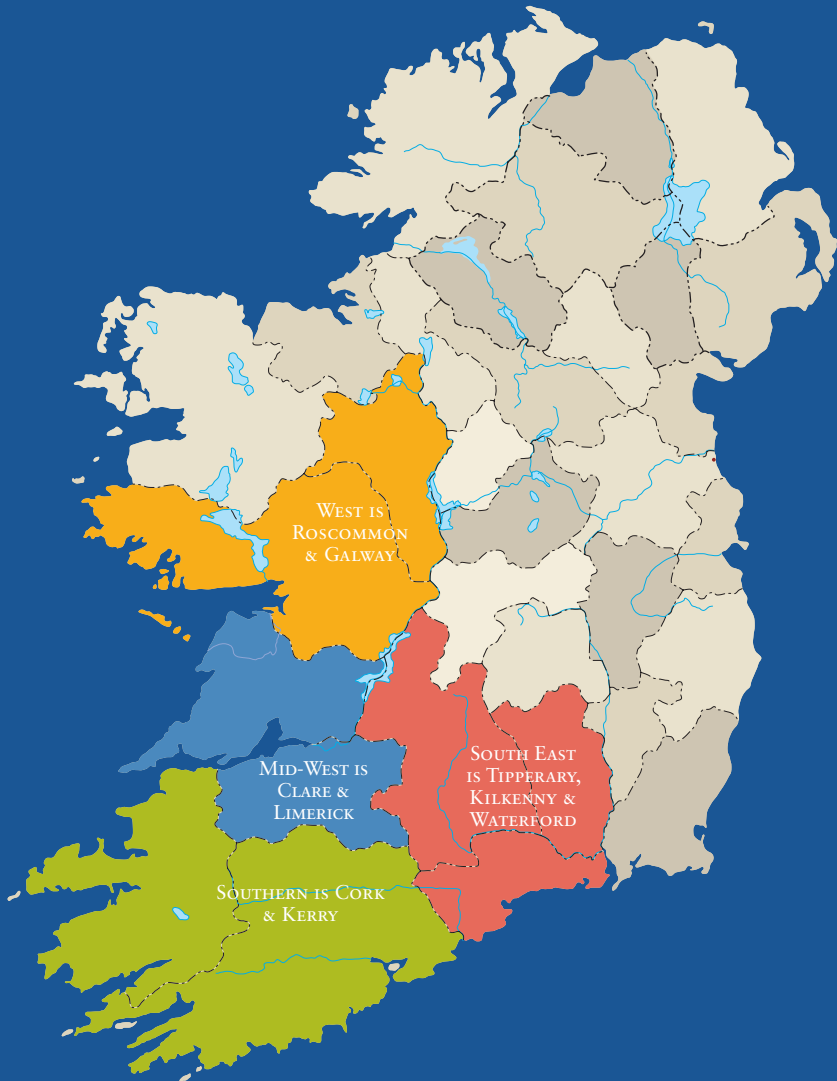 West is
Roscommon
& Galway
South East
is Tipperary,
Kilkenny &
Waterford
Mid-West is
Clare &
Limerick
Southern is Cork
& Kerry